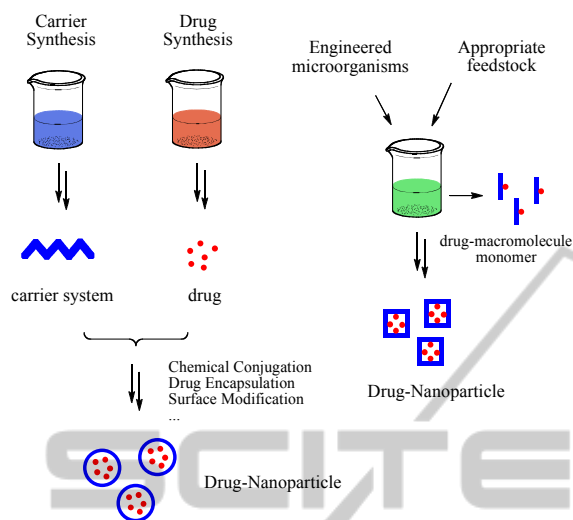 Carrier
Synthesis
Drug
Synthesis
carrier system
drug
Chemical Conjugation
Drug Encapsulation
Surface Modification
...
Drug-Nanoparticle
Engineered
microorganisms
Appropriate
feedstock
drug-macromolecule
monomer
Drug-Nanoparticle
SCITE